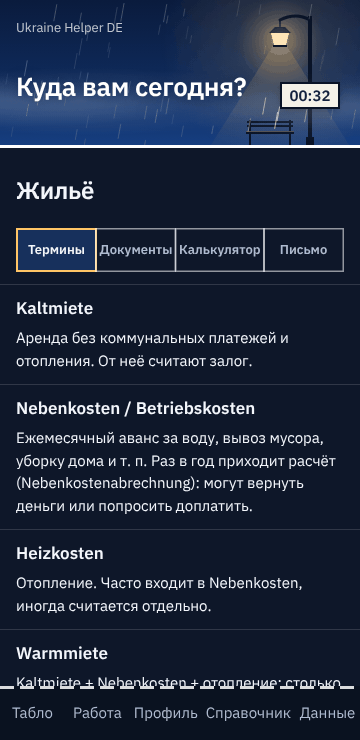 Ukraine Helper DE
Куда вам сегодня?
00:32
Жильё
Термины
Документы
Калькулятор
Письмо
Kaltmiete
Аренда без коммунальных платежей и
отопления. От неё считают залог.
Nebenkosten / Betriebskosten
Ежемесячный аванс за воду, вывоз мусора,
уборку дома и т. п. Раз в год приходит расчёт
(Nebenkostenabrechnung): могут вернуть
деньги или попросить доплатить.
Heizkosten
Отопление. Часто входит в Nebenkosten,
иногда считается отдельно.
Warmmiete
Kaltmiete + Nebenkosten + отопление: столько
Табло
Работа
Профиль
Справочник
Данные